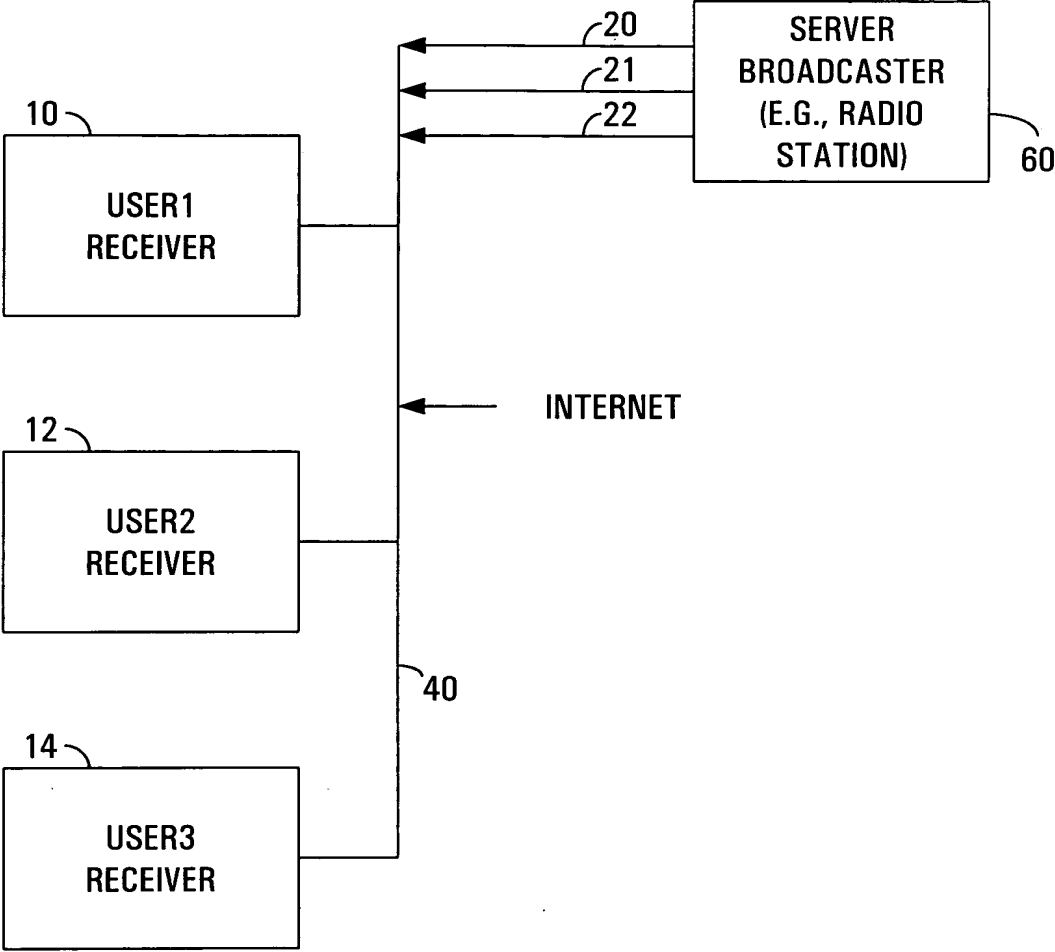 20
SERVER
BROADCASTER
(E.G., RADIO
STATION)
21
22
60
10
USER1
RECEIVER
INTERNET
12
USER2
RECEIVER
40
14
USER3
RECEIVER